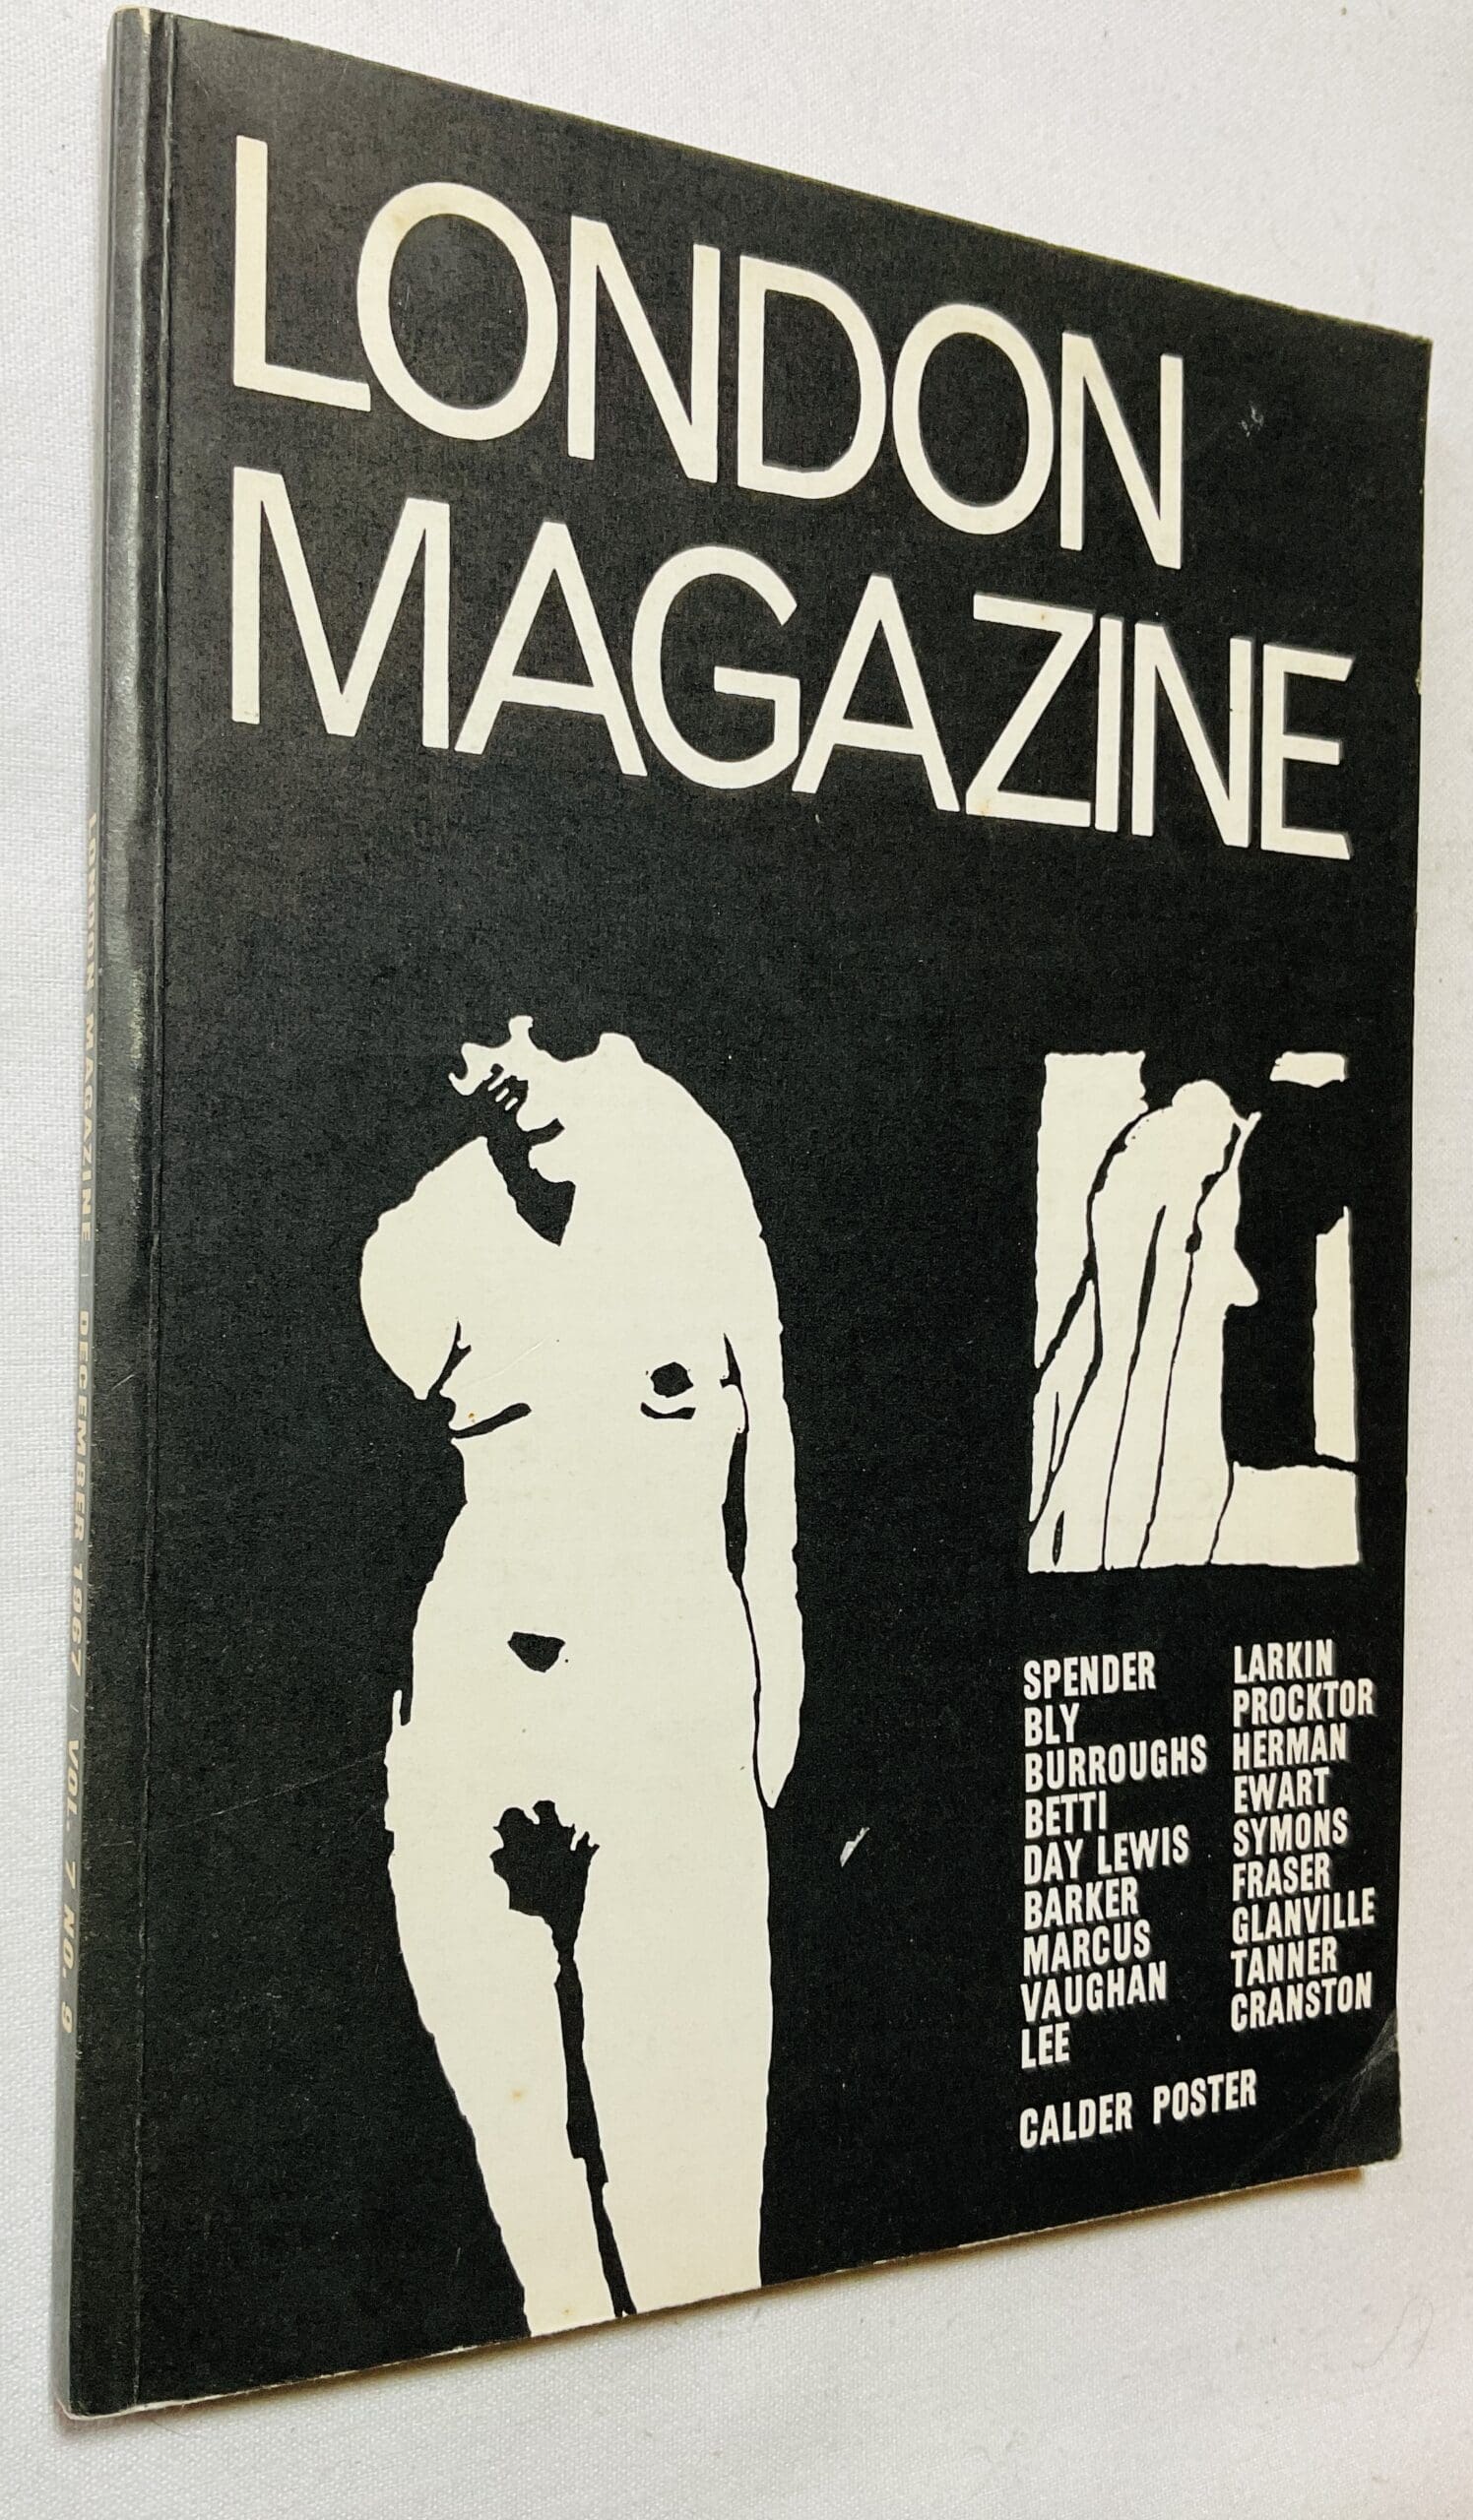 LONDON
MAGAZINE
SPENDER
BLY
BURROUGHS
BETTI
DAY LEWIS
BARKER
MARCUS
VAUGHAN
LEE
LARKIN
PROCKTOR
HERMAN
EWART
SYMONS
FRASER
GLANVILLE
TANNER
CRANSTON
CALDER POSTER
LONDON MAGAZINE | DECEMBER 1967 | VOL. 7 NO. 9